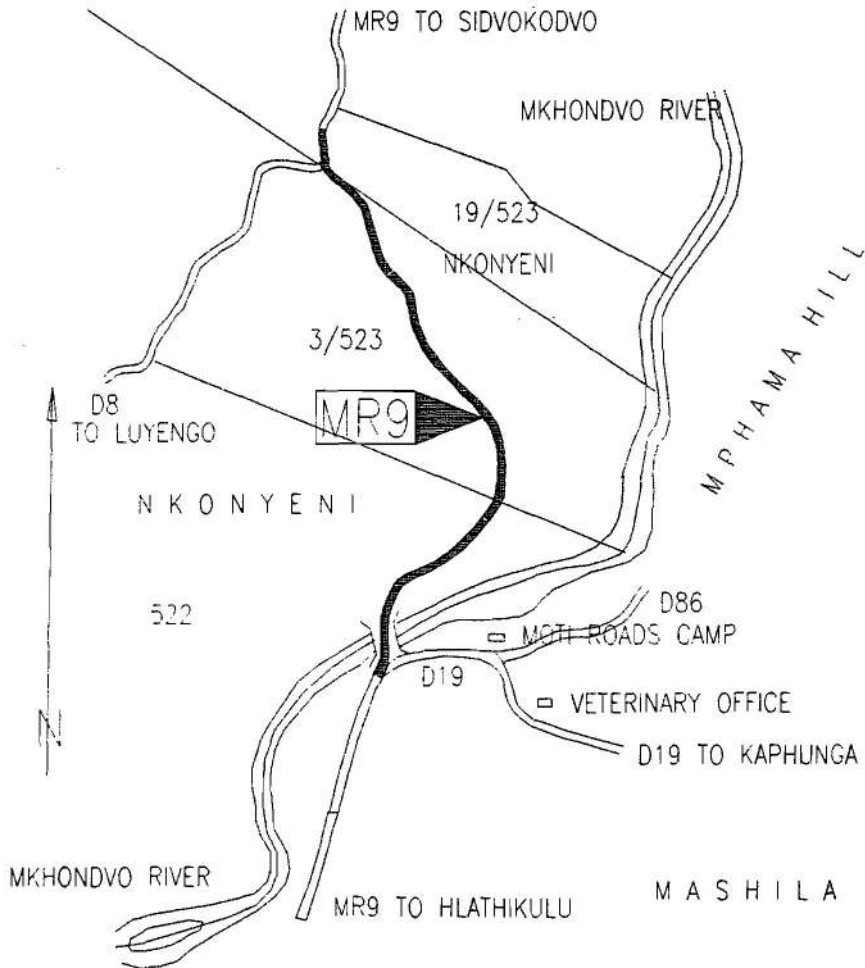 MR9 TO SIDVOKODVO
MKHONDVO RIVER
19/523
NKONYENI
MPHAMA HILL
3/523
MR9
D8
TO LUYENGO
NKONYENI
522
D86
MOTI ROADS CAMP
D19
VETERINARY OFFICE
N
D19 TO KAPHUNGA
MKHONDVO RIVER
MR9 TO HLATHIKULU
MASHILA